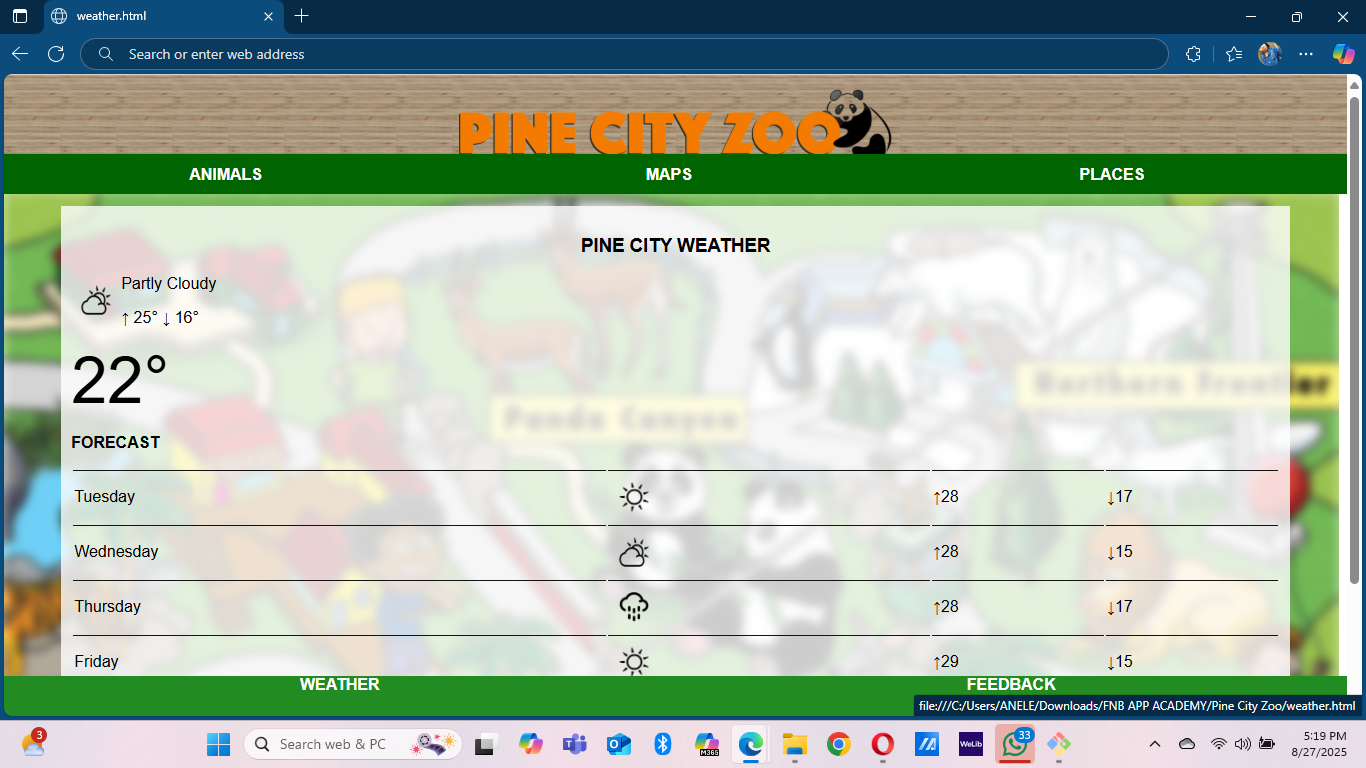 weather.html
Search or enter web address
PINE CITY ZOO
ANIMALS MAPS PLACES
PINE CITY WEATHER
Partly Cloudy
↑ 25° ↓ 16°
22°
Northern Frontier
Panda Canyon
FORECAST
Tuesday ↑28 ↓17
Wednesday ↑28 ↓15
Thursday ↑28 ↓17
Friday ↑29 ↓15
WEATHER FEEDBACK
file:///C:/Users/ANELE/Downloads/FNB APP ACADEMY/Pine City Zoo/weather.html
3
Search web & PC
M365
WeLib
33
5:19 PM
8/27/2025